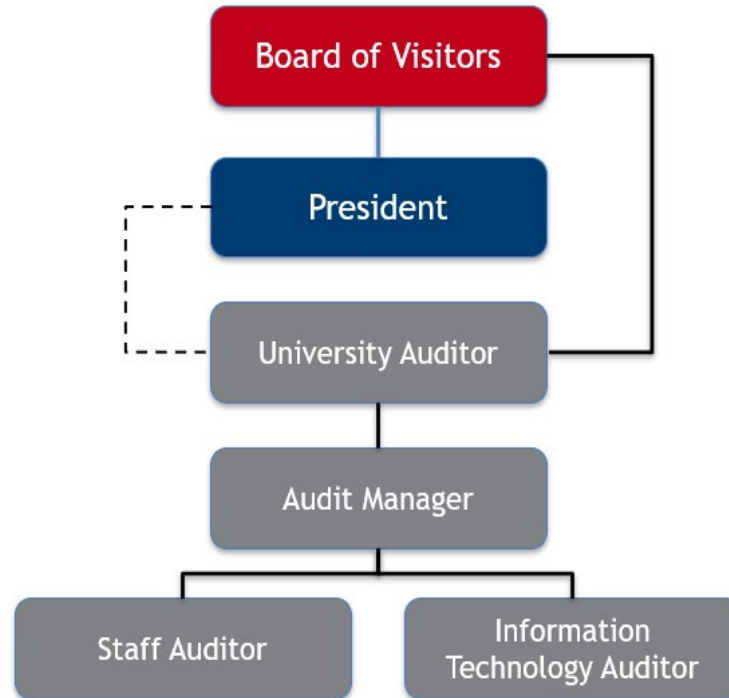 Board of Visitors
President
University Auditor
Audit Manager
Staff Auditor
Information
Technology Auditor